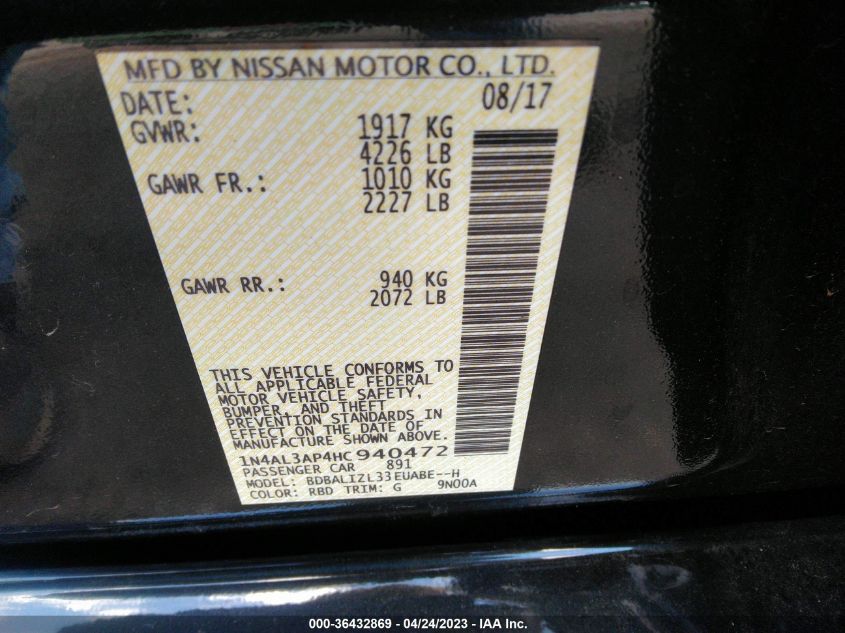 MFD BY NISSAN MOTOR CO., LTD.
DATE: 08/17
GVWR: 1917 KG
4226 LB
GAWR FR.: 1010 KG
2227 LB
GAWR RR.: 940 KG
2072 LB
THIS VEHICLE CONFORMS TO
ALL APPLICABLE FEDERAL
MOTOR VEHICLE SAFETY,
BUMPER, AND THEFT
PREVENTION STANDARDS IN
EFFECT ON THE DATE OF
MANUFACTURE SHOWN ABOVE.
1N4AL3AP4HC940472
PASSENGER CAR 891
MODEL: BDBALIZL33EUABE--H
COLOR: RBD TRIM: G 9N00A
000-36432869 - 04/24/2023 - IAA Inc.